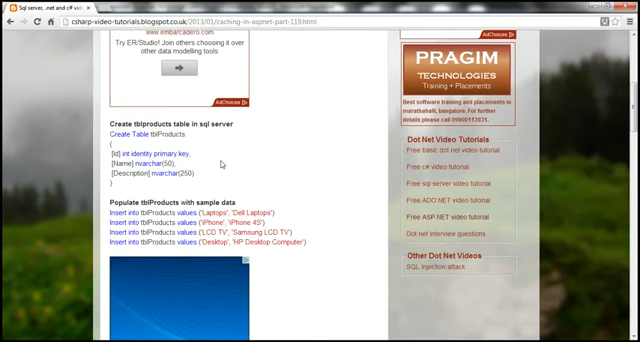 Sql server, .net and c# vide
csharp-video-tutorials.blogspot.co.uk/2013/01/caching-in-aspnet-part-119.html
www.embarcadero.com
Try ER/Studio! Join others choosing it over
other data modelling tools
AdChoices
Create tblproducts table in sql server
Create Table tblProducts
(
[Id] int identity primary key,
[Name] nvarchar(50),
[Description] nvarchar(250)
)
Populate tblProducts with sample data
Insert into tblProducts values ('Laptops', 'Dell Laptops')
Insert into tblProducts values ('iPhone', 'iPhone 4S')
Insert into tblProducts values ('LCD TV', 'Samsung LCD TV')
Insert into tblProducts values ('Desktop', 'HP Desktop Computer')
AdChoices
PRAGIM
TECHNOLOGIES
Training + Placements
Best software training and placements in
marathahalli, bangalore. For further
details please call 09900113931.
Dot Net Video Tutorials
Free basic dot net video tutorial
Free c# video tutorial
Free sql server video tutorial
Free ADO.NET video tutorial
Free ASP.NET video tutorial
Dot net interview questions
Other Dot Net Videos
SQL Injection attack